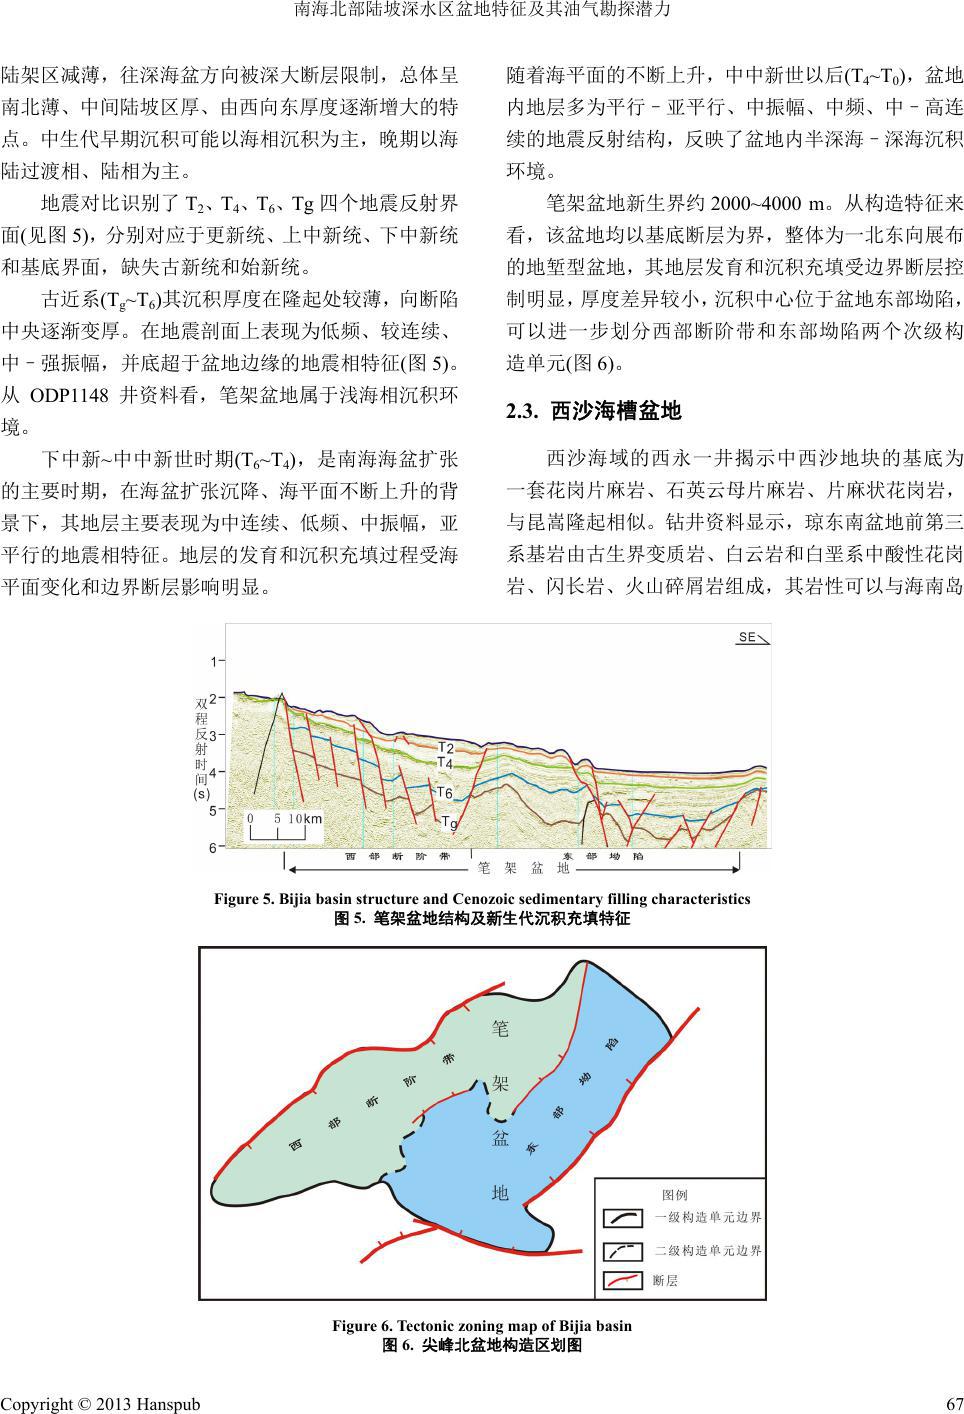 南海北部陆坡深水区盆地特征及其油气勘探潜力
陆架区减薄，往深海盆方向被深大断层限制，总体呈
南北薄、中间陆坡区厚、由西向东厚度逐渐增大的特
点。中生代早期沉积可能以海相沉积为主，晚期以海
陆过渡相、陆相为主。
地震对比识别了 T2、T4、T6、Tg 四个地震反射界
面(见图 5)，分别对应于更新统、上中新统、下中新统
和基底界面，缺失古新统和始新统。
古近系(Tg~T6)其沉积厚度在隆起处较薄，向断陷
中央逐渐变厚。在地震剖面上表现为低频、较连续、
中–强振幅，并底超于盆地边缘的地震相特征(图 5)。
从 ODP1148 井资料看，笔架盆地属于浅海相沉积环
境。
下中新~中中新世时期(T6~T4)，是南海海盆扩张
的主要时期，在海盆扩张沉降、海平面不断上升的背
景下，其地层主要表现为中连续、低频、中振幅，亚
平行的地震相特征。地层的发育和沉积充填过程受海
平面变化和边界断层影响明显。
随着海平面的不断上升，中中新世以后(T4~T0)，盆地
内地层多为平行–亚平行、中振幅、中频、中–高连
续的地震反射结构，反映了盆地内半深海–深海沉积
环境。
笔架盆地新生界约 2000~4000 m。从构造特征来
看，该盆地均以基底断层为界，整体为一北东向展布
的地堑型盆地，其地层发育和沉积充填受边界断层控
制明显，厚度差异较小，沉积中心位于盆地东部坳陷，
可以进一步划分西部断阶带和东部坳陷两个次级构
造单元(图 6)。
2.3. 西沙海槽盆地
西沙海域的西永一井揭示中西沙地块的基底为
一套花岗片麻岩、石英云母片麻岩、片麻状花岗岩，
与昆嵩隆起相似。钻井资料显示，琼东南盆地前第三
系基岩由古生界变质岩、白云岩和白垩系中酸性花岗
岩、闪长岩、火山碎屑岩组成，其岩性可以与海南岛
SE
1
2
3
4
5
6
双程反射时间(s)
T2
T4
T6
Tg
0 5 10km
西部断阶带
东部坳陷
笔架盆地
Figure 5. Bijia basin structure and Cenozoic sedimentary filling characteristics
图 5. 笔架盆地结构及新生代沉积充填特征
笔架盆地
西部断阶带
东部坳陷
图例
一级构造单元边界
二级构造单元边界
断层
Figure 6. Tectonic zoning map of Bijia basin
图 6. 尖峰北盆地构造区划图
Copyright © 2013 Hanspub
67